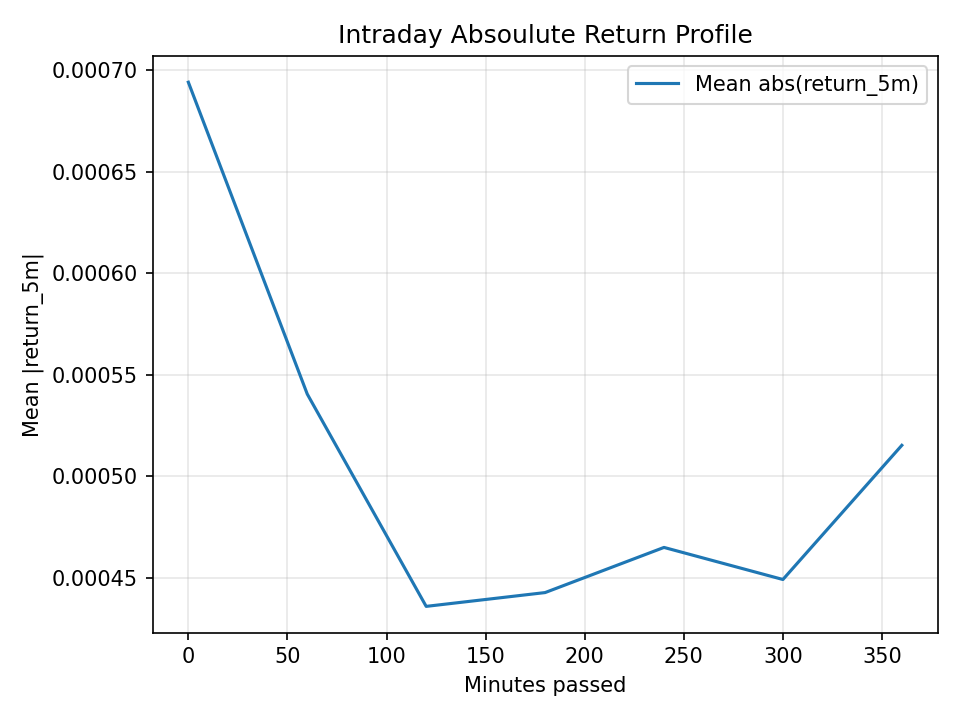 Intraday Absoulute Return Profile
Mean abs(return_5m)
Mean |return_5m|
0.00070
0.00065
0.00060
0.00055
0.00050
0.00045
0 50 100 150 200 250 300 350
Minutes passed